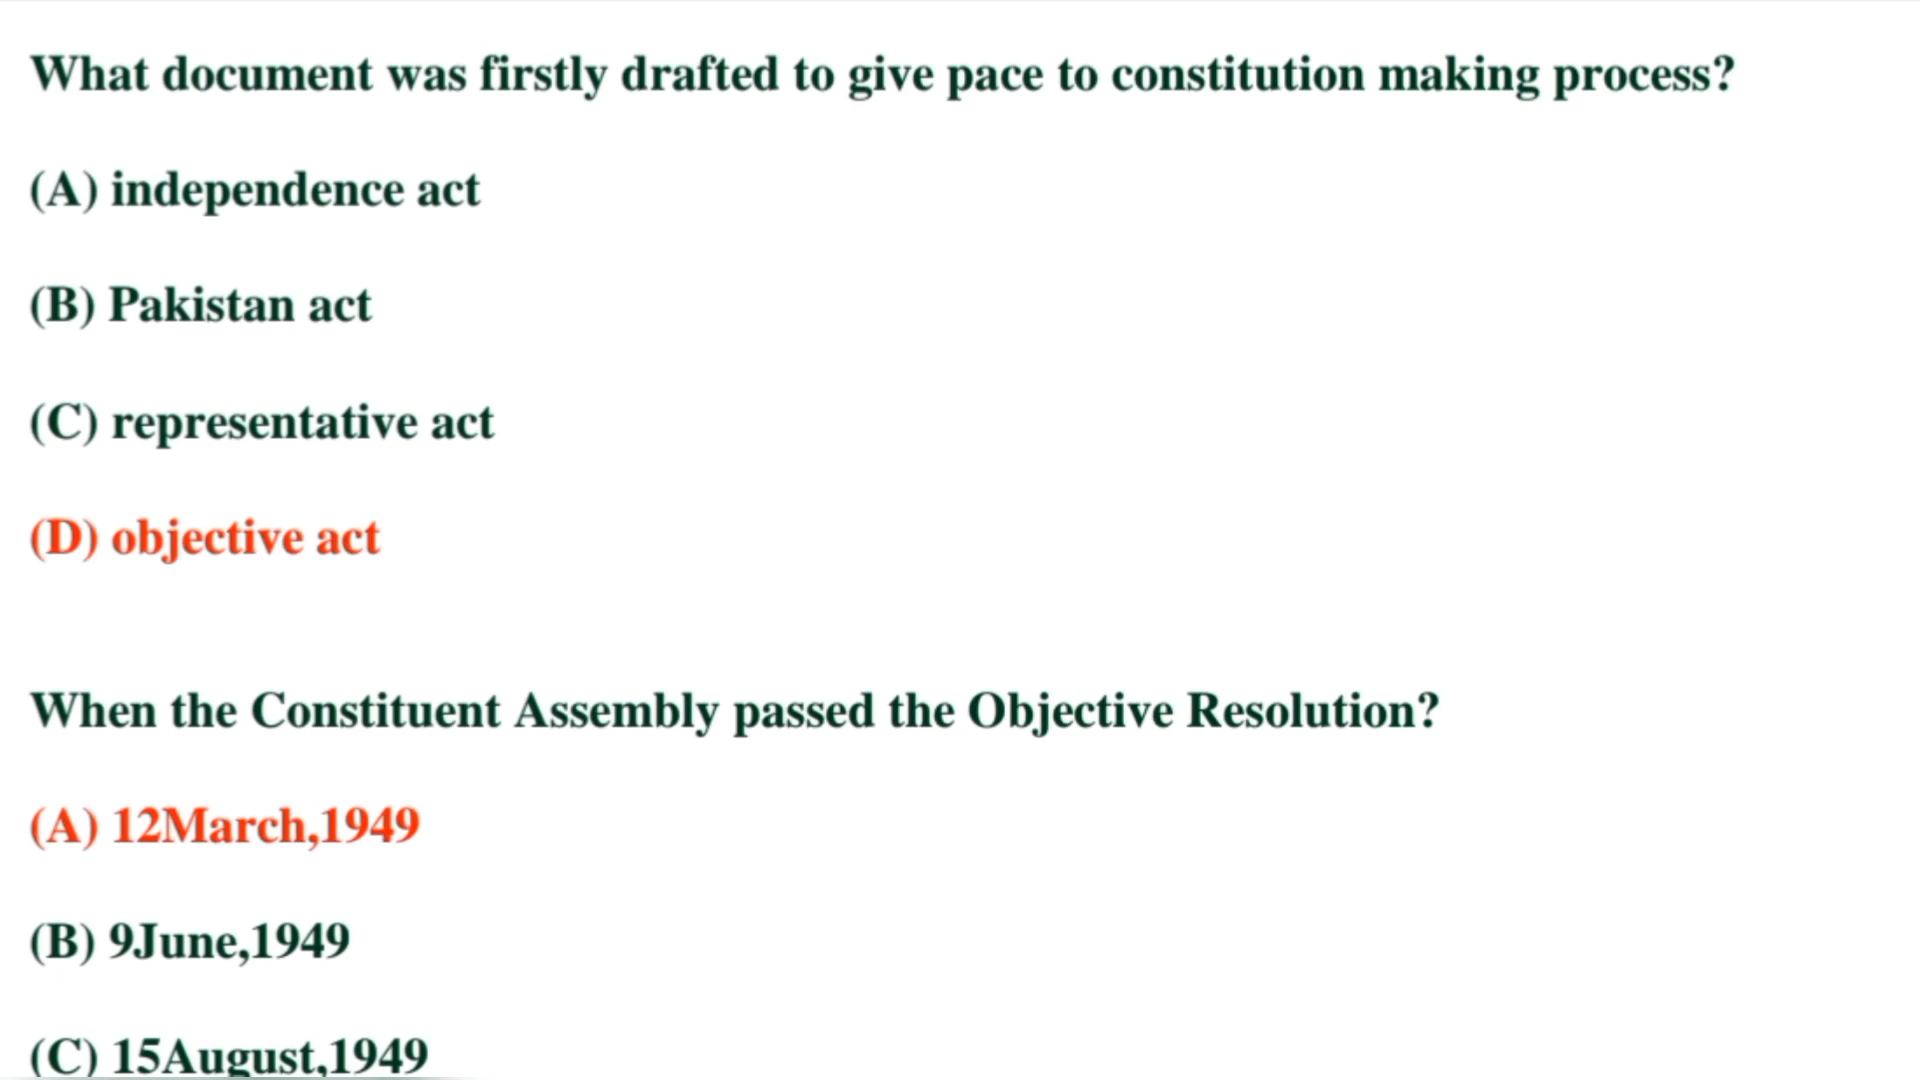 What document was firstly drafted to give pace to constitution making process?
(A) independence act
(B) Pakistan act
(C) representative act
(D) objective act
When the Constituent Assembly passed the Objective Resolution?
(A) 12March,1949
(B) 9June,1949
(C) 15August,1949